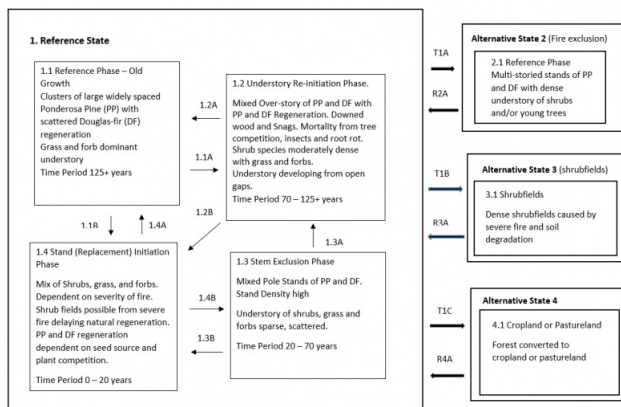 1. Reference State
1.1 Reference Phase – Old
Growth
Clusters of large widely spaced
Ponderosa Pine (PP) with
scattered Douglas-fir (DF)
regeneration
Grass and forb dominant
understory
Time Period 125+ years
1.2A
1.1A
1.2 Understory Re-initiation Phase.
Mixed Over-story of PP and DF with
PP and DF Regeneration. Downed
wood and Snags. Mortality from tree
competition, insects and root rot.
Shrub species moderately dense
with grass and forbs.
Understory developing from open
gaps.
Time Period 70 – 125+ years
1.1B
1.4A
1.2B
1.3A
1.4 Stand (Replacement) Initiation
Phase
Mix of Shrubs, grass, and forbs.
Dependent on severity of fire.
Shrub fields possible from severe
fire delaying natural regeneration.
PP and DF regeneration
dependent on seed source and
plant competition.
Time Period 0 – 20 years
1.4B
1.3B
1.3 Stem Exclusion Phase
Mixed Pole Stands of PP and DF.
Stand Density high
Understory of shrubs, grass and
forbs sparse, scattered.
Time Period 20 – 70 years
T1A
R2A
Alternative State 2 (Fire exclusion)
2.1 Reference Phase
Multi-storied stands of PP
and DF with dense
understory of shrubs
and/or young trees
T1B
R3A
Alternative State 3 (shrubfields)
3.1 Shrubfields
Dense shrubfields caused by
severe fire and soil
degradation
T1C
R4A
Alternative State 4
4.1 Cropland or Pastureland
Forest converted to
cropland or pastureland